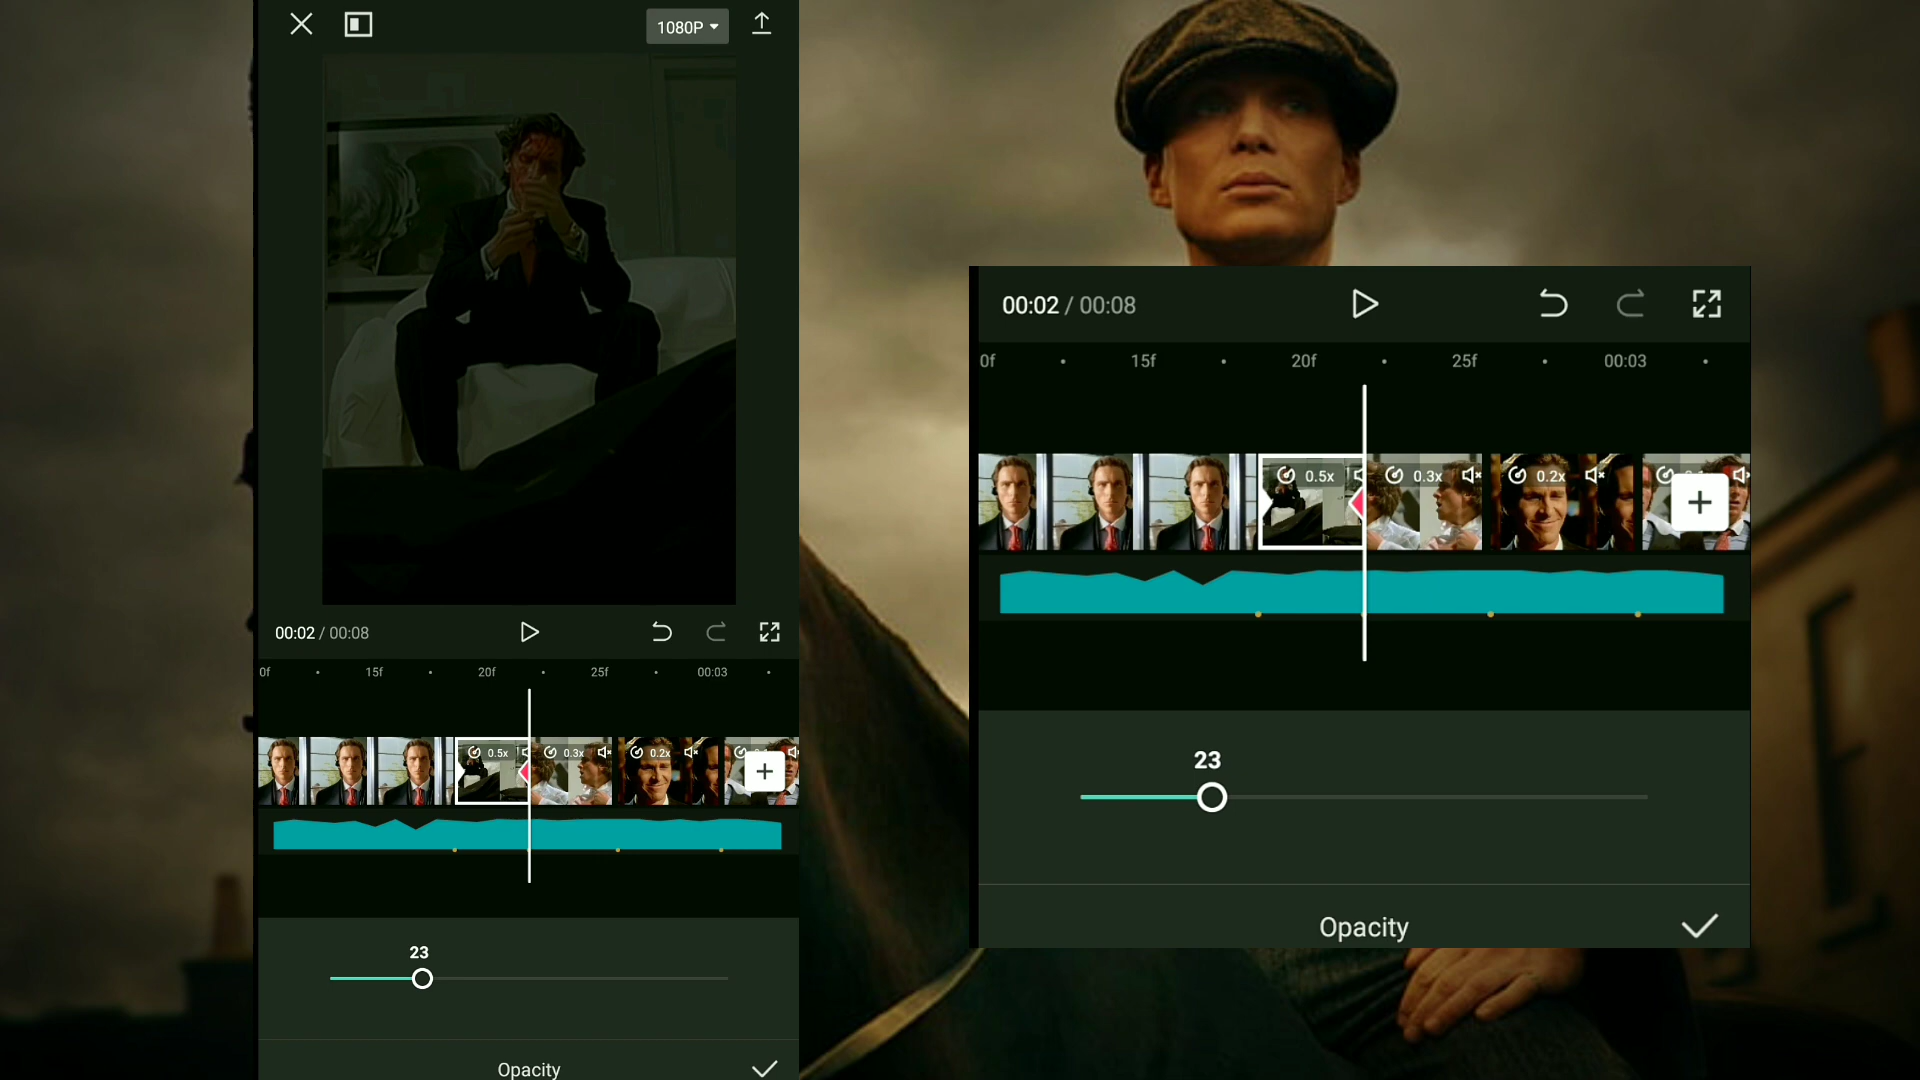 1080P
00:02 / 00:08
0f 15f 20f 25f 00:03
0.5x 0.3x 0.2x
23
Opacity
00:02 / 00:08
0f 15f 20f 25f 00:03
0.5x 0.3x 0.2x
23
Opacity